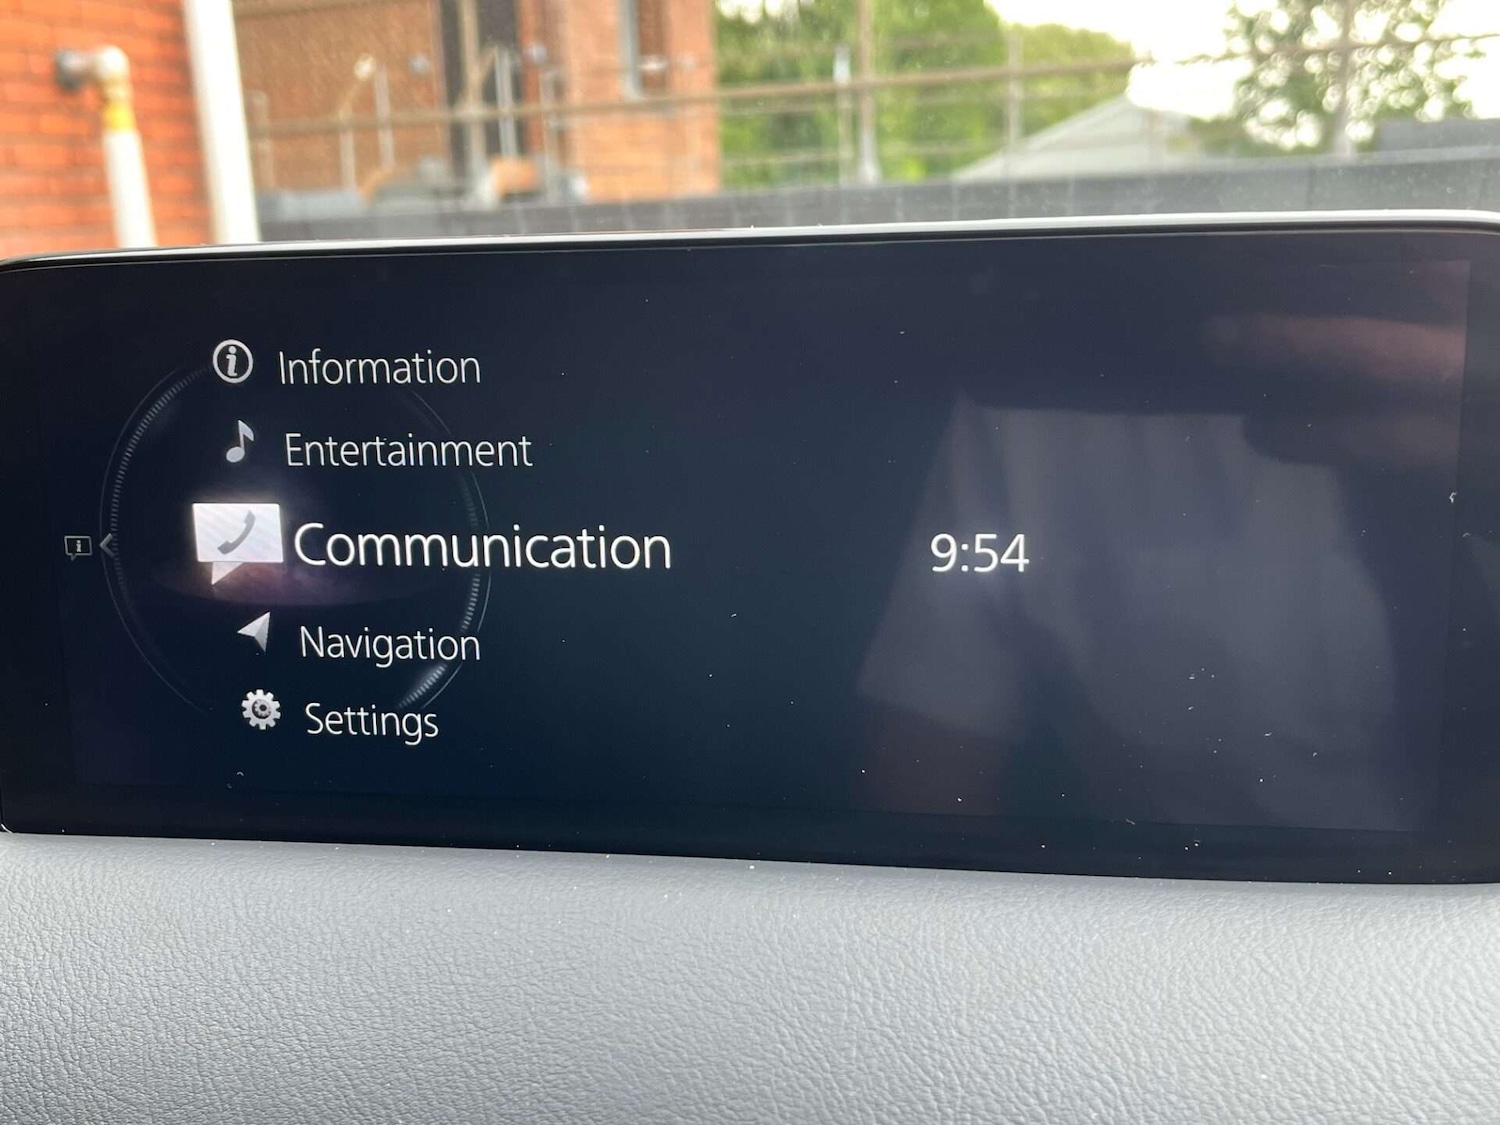 Information
Entertainment
Communication
9:54
Navigation
Settings